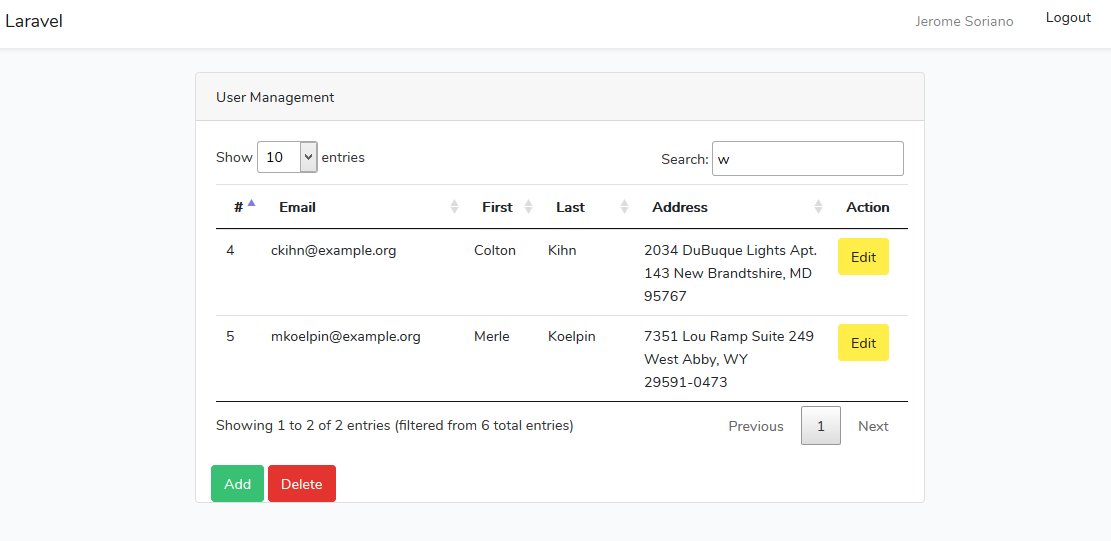 Laravel
Jerome Soriano
Logout
User Management
Show 10 entries
Search: w
# Email First Last Address Action
4 ckihn@example.org Colton Kihn 2034 DuBuque Lights Apt. Edit
143 New Brandtshire, MD
95767
5 mkoelpin@example.org Merle Koelpin 7351 Lou Ramp Suite 249 Edit
West Abby, WY
29591-0473
Showing 1 to 2 of 2 entries (filtered from 6 total entries)
Previous 1 Next
Add Delete